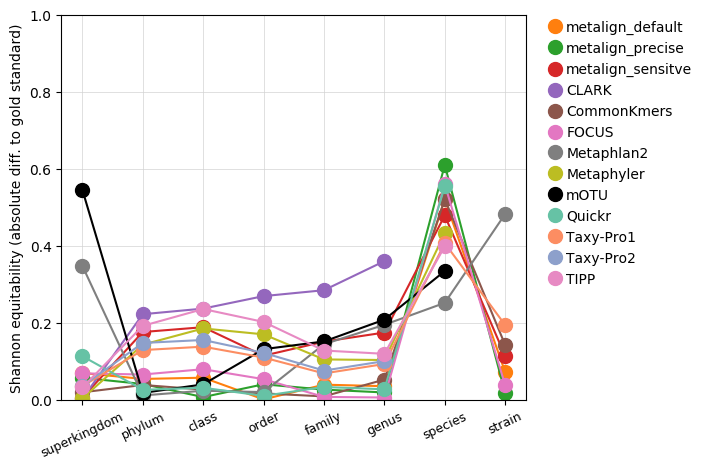 Shannon equitability (absolute diff. to gold standard)
1.0
0.8
0.6
0.4
0.2
0.0
superkingdom
phylum
class
order
family
genus
species
strain
metalign_default
metalign_precise
metalign_sensitve
CLARK
CommonKmers
FOCUS
Metaphlan2
Metaphyler
mOTU
Quickr
Taxy-Pro1
Taxy-Pro2
TIPP